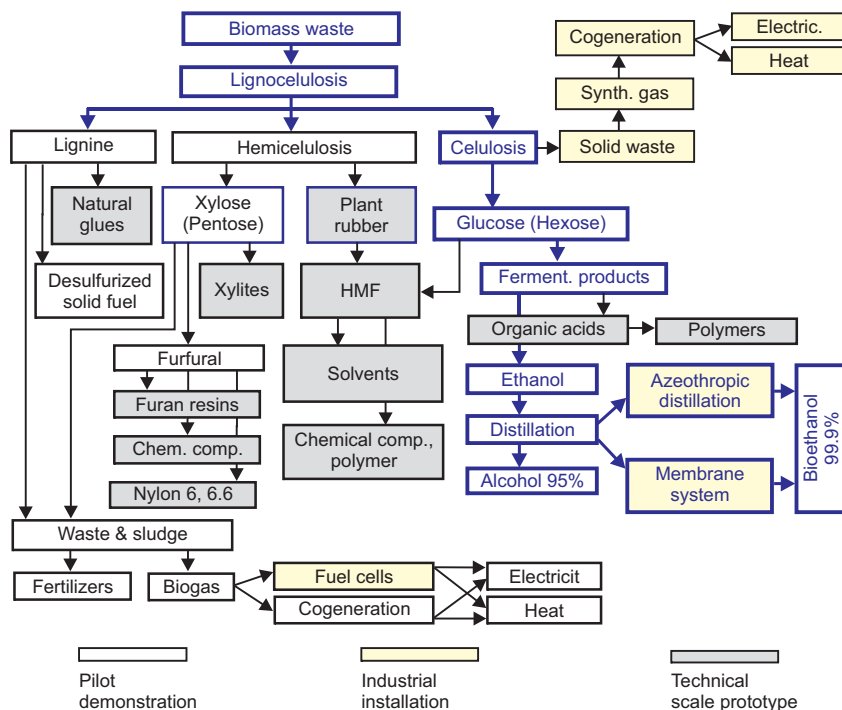 Biomass waste
Lignocelulosis
Cogeneration
Electric.
Heat
Synth. gas
Lignine
Hemicelulosis
Celulosis
Solid waste
Natural
glues
Xylose
(Pentose)
Plant
rubber
Glucose (Hexose)
Desulfurized
solid fuel
Xylites
HMF
Ferment. products
Organic acids
Polymers
Furfural
Solvents
Ethanol
Azeothropic
distillation
Furan resins
Chem. comp.
Chemical comp.,
polymer
Distillation
Bioethanol
99.9%
Nylon 6, 6.6
Alcohol 95%
Membrane
system
Waste & sludge
Fertilizers
Biogas
Fuel cells
Electricit
Cogeneration
Heat
Pilot
demonstration
Industrial
installation
Technical
scale prototype